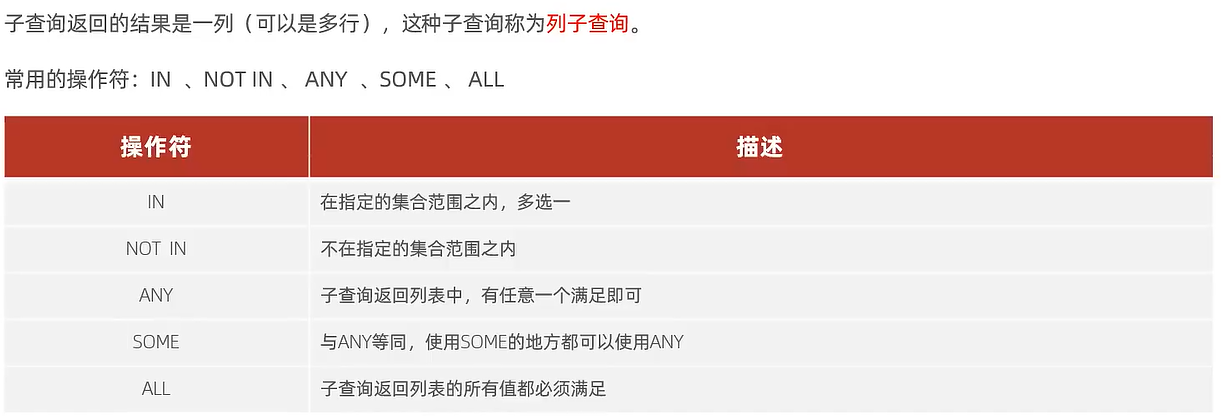 子查询返回的结果是一列（可以是多行），这种子查询称为列子查询。
常用的操作符：IN 、NOT IN 、 ANY 、SOME 、 ALL
操作符 描述
IN 在指定的集合范围之内，多选一
NOT IN 不在指定的集合范围之内
ANY 子查询返回列表中，有任意一个满足即可
SOME 与ANY等同，使用SOME的地方都可以使用ANY
ALL 子查询返回列表的所有值都必须满足